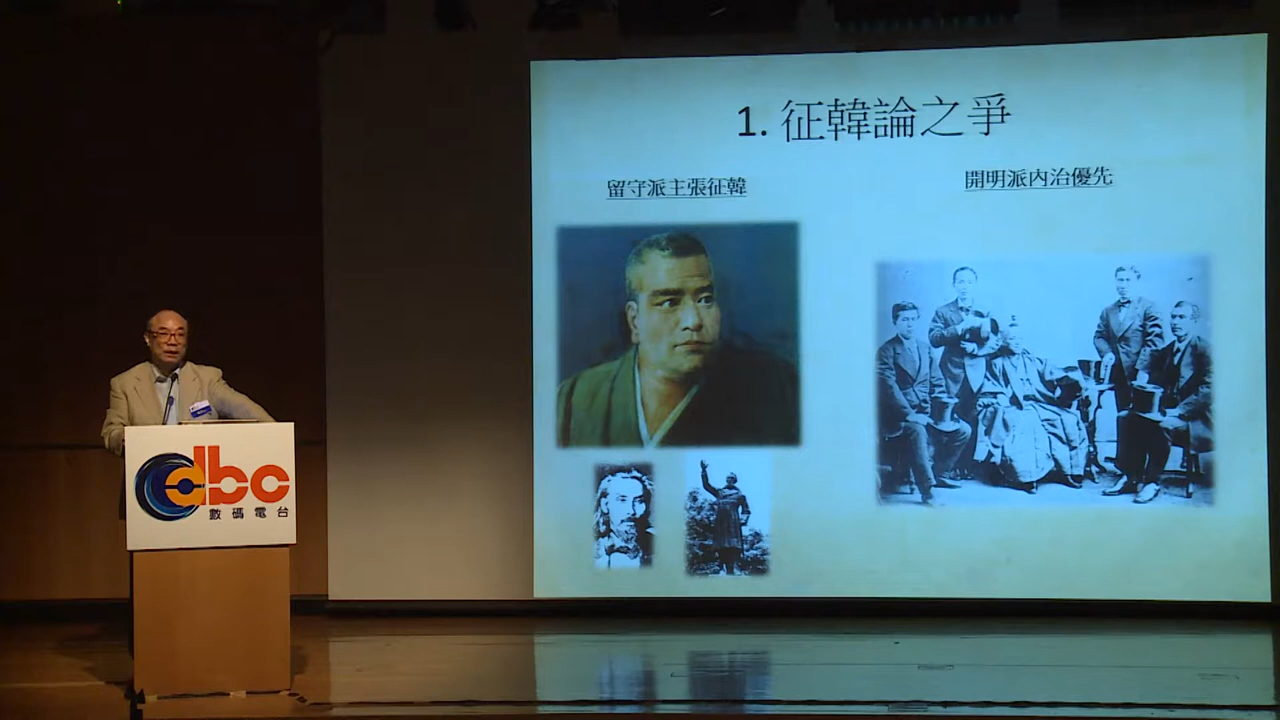 1. 征韓論之爭
留守派主張征韓
開明派內治優先
dbc
數碼電台